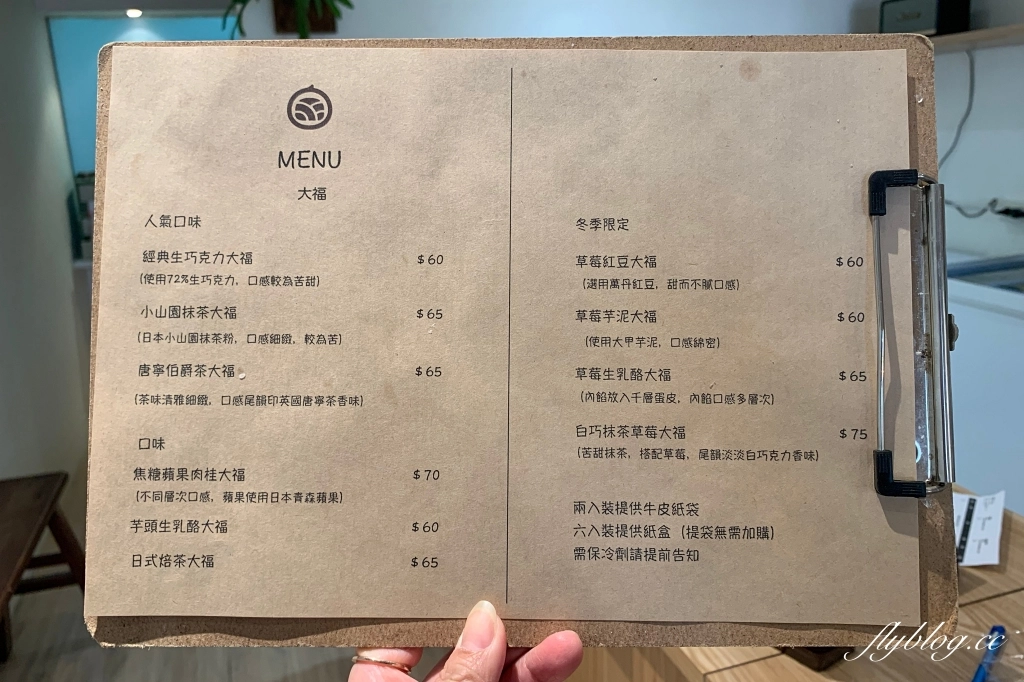 MENU
大福
人氣口味
經典生巧克力大福 $60
(使用72%生巧克力，口感較為苦甜)
小山園抹茶大福 $65
(日本小山園抹茶粉，口感細緻，較為苦)
唐寧伯爵茶大福 $65
(茶味清雅細緻，口感尾韻印英國唐寧茶香味)
口味
焦糖蘋果肉桂大福 $70
(不同層次口感，蘋果使用日本青森蘋果)
芋頭生乳酪大福 $60
日式焙茶大福 $65
冬季限定
草莓紅豆大福 $60
(選用萬丹紅豆，甜而不膩口感)
草莓芋泥大福 $60
(使用大甲芋泥，口感綿密)
草莓生乳酪大福 $65
(內餡放入千層蛋皮，內餡口感多層次)
白巧抹茶草莓大福 $75
(苦甜抹茶，搭配草莓，尾韻淡淡白巧克力香味)
兩入裝提供牛皮紙袋
六入裝提供紙盒（提袋無需加購）
需保冷劑請提前告知
flyblog.cc